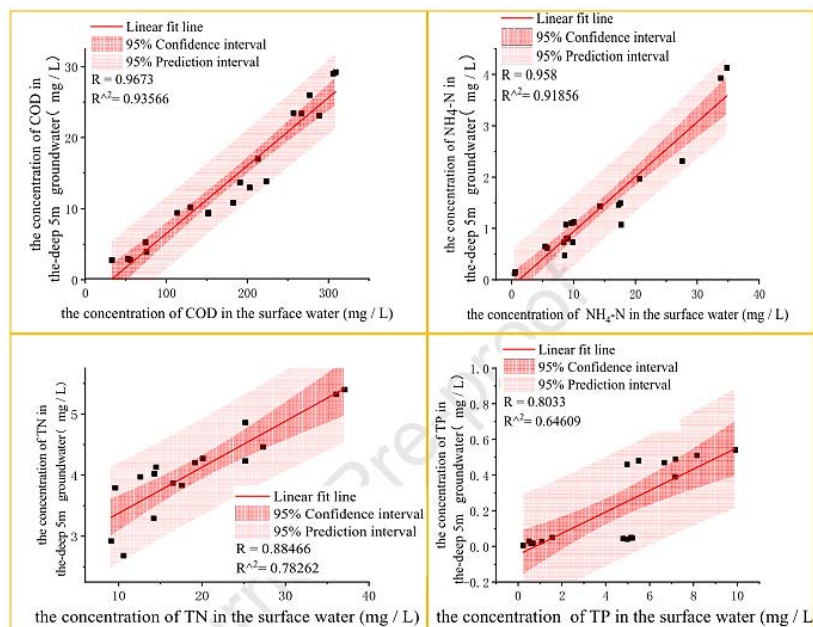 Linear fit line
95% Confidence interval
95% Prediction interval
R = 0.9673
R^2= 0.93566
the concentration of COD in
the-deep 5m groundwater( mg / L)
30
20
10
0
0
100
200
300
the concentration of COD in the surface water (mg / L)
Linear fit line
95% Confidence interval
95% Prediction interval
R = 0.958
R^2= 0.91856
the concentration of NH4-N in
the-deep 5m groundwater( mg / L)
4
3
2
1
0
0
10
20
30
40
the concentration of NH₄-N in the surface water (mg / L)
the concentration of TN in
the-deep 5m groundwater( mg / L)
5
4
3
2
Linear fit line
95% Confidence interval
95% Prediction interval
R = 0.88466
R^2= 0.78262
10
20
30
40
the concentration of TN in the surface water (mg / L)
Linear fit line
95% Confidence interval
95% Prediction interval
R = 0.8033
R^2= 0.64609
the concentration of TP in
the-deep 5m groundwater( mg / L)
1.0
0.8
0.6
0.4
0.2
0.0
-0.2
0
2
4
6
8
10
the concentration of TP in the surface water (mg / L)
Pre-proof